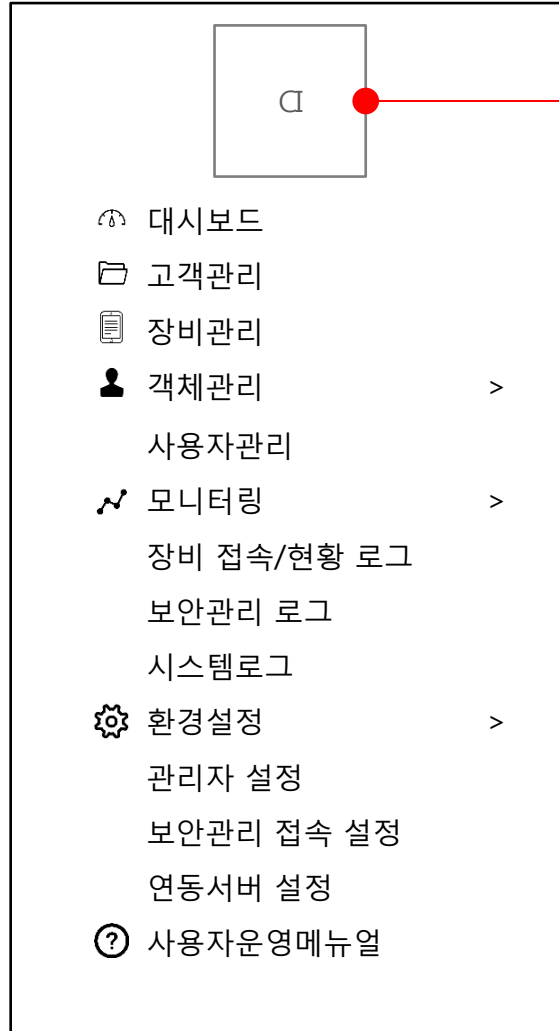 CI
대시보드
고객관리
장비관리
객체관리 >
사용자관리
모니터링 >
장비 접속/현황 로그
보안관리 로그
시스템로그
환경설정 >
관리자 설정
보안관리 접속 설정
연동서버 설정
? 사용자운영메뉴얼